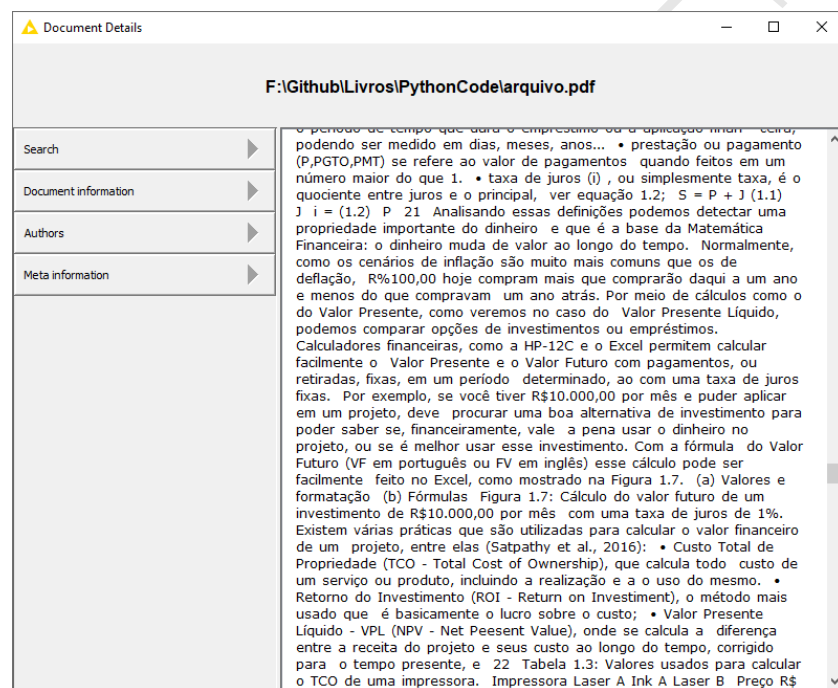 Document Details
F:\Github\Livros\PythonCode\arquivo.pdf
Search
Document information
Authors
Meta information
o período de tempo que dura o empréstimo ou a aplicação finan ceira,
podendo ser medido em dias, meses, anos... • prestação ou pagamento
(P,PGTO,PMT) se refere ao valor de pagamentos quando feitos em um
número maior do que 1. • taxa de juros (i) , ou simplesmente taxa, é o
quociente entre juros e o principal, ver equação 1.2; S = P + J (1.1)
J i = (1.2) P 21 Analisando essas definições podemos detectar uma
propriedade importante do dinheiro e que é a base da Matemática
Financeira: o dinheiro muda de valor ao longo do tempo. Normalmente,
como os cenários de inflação são muito mais comuns que os de
deflação, R%100,00 hoje compram mais que comprarão daqui a um ano
e menos do que compravam um ano atrás. Por meio de cálculos como o
do Valor Presente, como veremos no caso do Valor Presente Líquido,
podemos comparar opções de investimentos ou empréstimos.
Calculadores financeiras, como a HP-12C e o Excel permitem calcular
facilmente o Valor Presente e o Valor Futuro com pagamentos, ou
retiradas, fixas, em um período determinado, ao com uma taxa de juros
fixas. Por exemplo, se você tiver R$10.000,00 por mês e puder aplicar
em um projeto, deve procurar uma boa alternativa de investimento para
poder saber se, financeiramente, vale a pena usar o dinheiro no
projeto, ou se é melhor usar esse investimento. Com a fórmula do Valor
Futuro (VF em português ou FV em inglês) esse cálculo pode ser
facilmente feito no Excel, como mostrado na Figura 1.7. (a) Valores e
formatação (b) Fórmulas Figura 1.7: Cálculo do valor futuro de um
investimento de R$10.000,00 por mês com uma taxa de juros de 1%.
Existem várias práticas que são utilizadas para calcular o valor financeiro
de um projeto, entre elas (Satpathy et al., 2016): • Custo Total de
Propriedade (TCO - Total Cost of Ownership), que calcula todo custo de
um serviço ou produto, incluindo a realização e a o uso do mesmo. •
Retorno do Investimento (ROI - Return on Investiment), o método mais
usado que é basicamente o lucro sobre o custo; • Valor Presente
Líquido - VPL (NPV - Net Peesent Value), onde se calcula a diferença
entre a receita do projeto e seus custo ao longo do tempo, corrigido
para o tempo presente, e 22 Tabela 1.3: Valores usados para calcular
o TCO de uma impressora. Impressora Laser A Ink A Laser B Preço R$